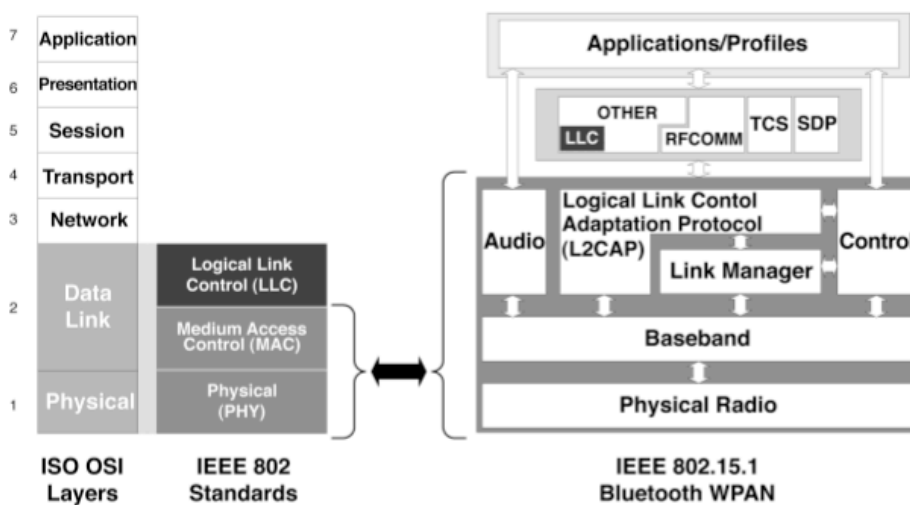 7
Application
6
Presentation
5
Session
4
Transport
3
Network
2
Data
Link
1
Physical
ISO OSI
Layers
Logical Link
Control (LLC)
Medium Access
Control (MAC)
Physical
(PHY)
IEEE 802
Standards
Applications/Profiles
OTHER
LLC
RFCOMM
TCS
SDP
Audio
Logical Link Contol
Adaptation Protocol
(L2CAP)
Link Manager
Control
Baseband
Physical Radio
IEEE 802.15.1
Bluetooth WPAN